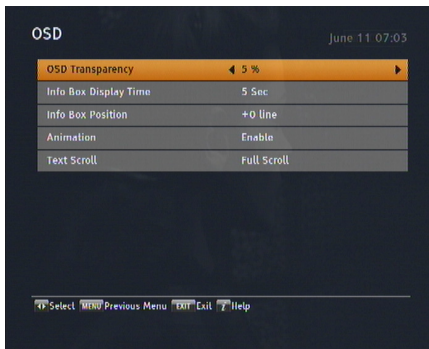 OSD
June 11 07:03
OSD Transparency 5 %
Info Box Display Time 5 Sec
Info Box Position +0 line
Animation Enable
Text Scroll Full Scroll
Select MENU Previous Menu EXIT Exit ? Help